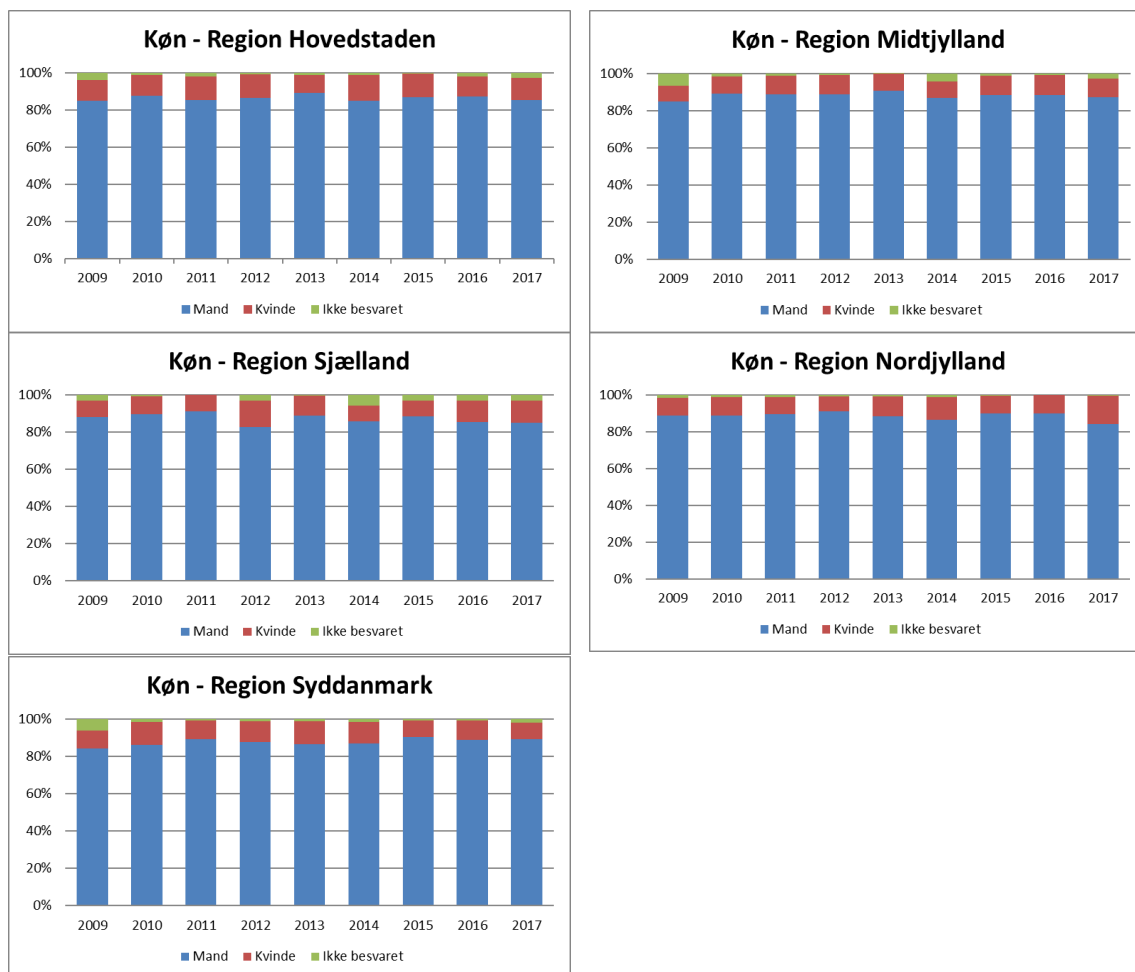 Køn - Region Hovedstaden
100%
80%
60%
40%
20%
0%
2009 2010 2011 2012 2013 2014 2015 2016 2017
Mand Kvinde Ikke besvaret
Køn - Region Midtjylland
100%
80%
60%
40%
20%
0%
2009 2010 2011 2012 2013 2014 2015 2016 2017
Mand Kvinde Ikke besvaret
Køn - Region Sjælland
100%
80%
60%
40%
20%
0%
2009 2010 2011 2012 2013 2014 2015 2016 2017
Mand Kvinde Ikke besvaret
Køn - Region Nordjylland
100%
80%
60%
40%
20%
0%
2009 2010 2011 2012 2013 2014 2015 2016 2017
Mand Kvinde Ikke besvaret
Køn - Region Syddanmark
100%
80%
60%
40%
20%
0%
2009 2010 2011 2012 2013 2014 2015 2016 2017
Mand Kvinde Ikke besvaret